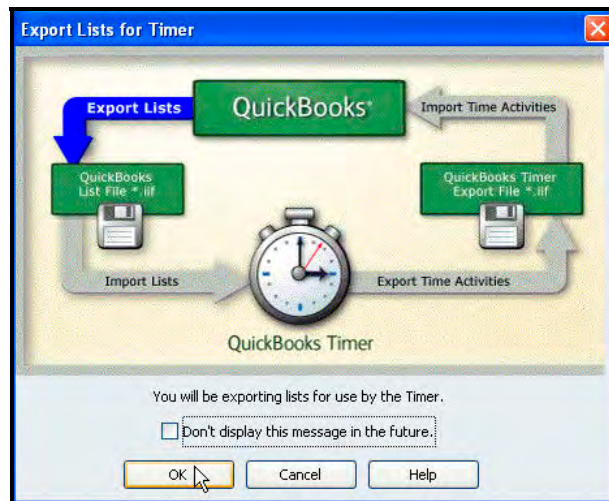 Export Lists for Timer
Export Lists
QuickBooks®
Import Time Activities
QuickBooks
List File *.iif
QuickBooks Timer
Export File *.iif
Import Lists
Export Time Activities
QuickBooks Timer
You will be exporting lists for use by the Timer.
Don't display this message in the future.
OK
Cancel
Help